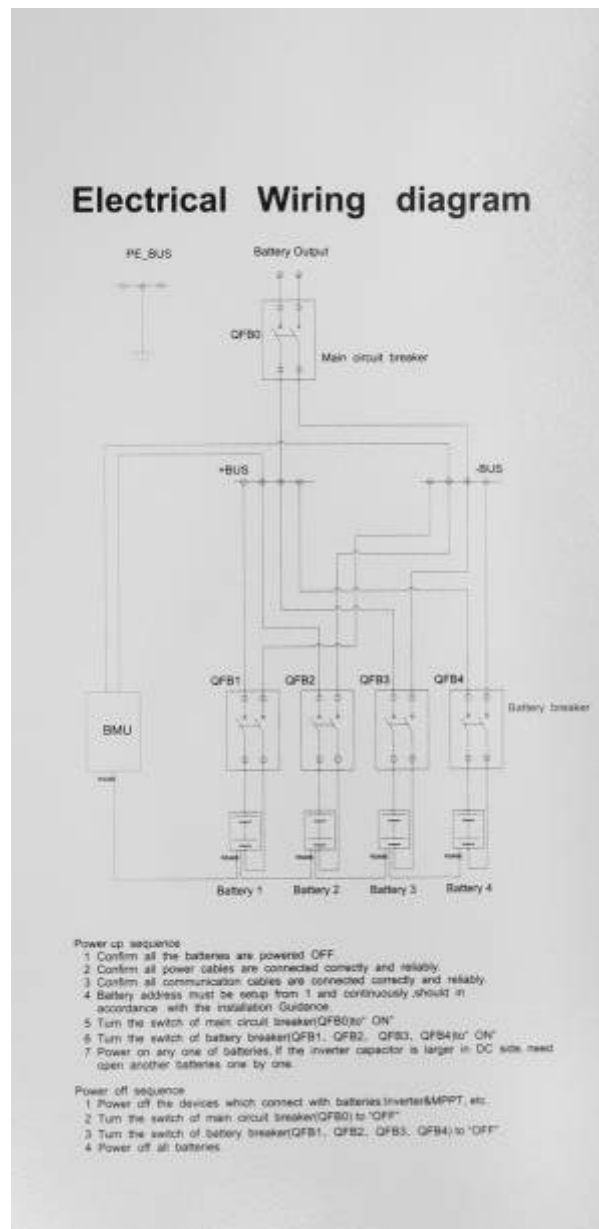 Electrical Wiring diagram
PE_BUS
Battery Output
QFB0
Main circuit breaker
+BUS
-BUS
QFB1
QFB2
QFB3
QFB4
Battery breaker
BMU
Battery 1
Battery 2
Battery 3
Battery 4
Power up sequence
1 Confirm all the batteries are powered OFF
2 Confirm all power cables are connected correctly and reliably.
3 Confirm all communication cables are connected correctly and reliably.
4 Battery address must be setup from 1 and continuously ,should in
accordance with the installation Guidance.
5 Turn the switch of main circuit breaker(QFB0)to" ON"
6 Turn the switch of battery breaker(QFB1、QFB2、 QFB3、QFB4)to" ON"
7 Power on any one of batteries, If the inverter capacitor is larger in DC side need
open another batteries one by one.
Power off sequence
1 Power off the devices which connect with batteries:Inverter&MPPT, etc.
2 Turn the switch of main circuit breaker(QFB0) to "OFF"
3 Turn the switch of battery breaker(QFB1、QFB2、QFB3、QFB4) to "OFF"
4 Power off all batteries.